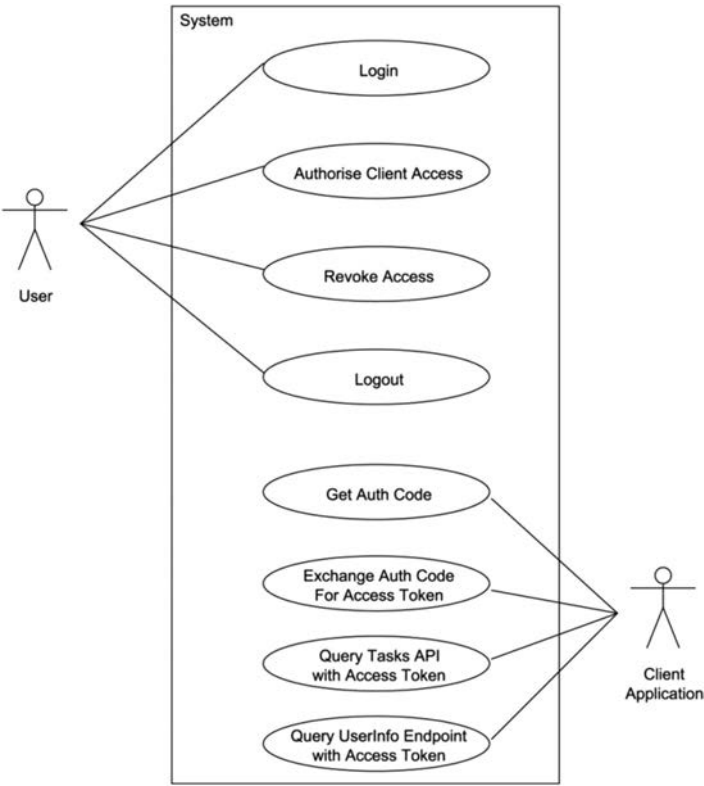 System
Login
Authorise Client Access
User
Revoke Access
Logout
Get Auth Code
Exchange Auth Code
For Access Token
Query Tasks API
with Access Token
Client
Application
Query UserInfo Endpoint
with Access Token